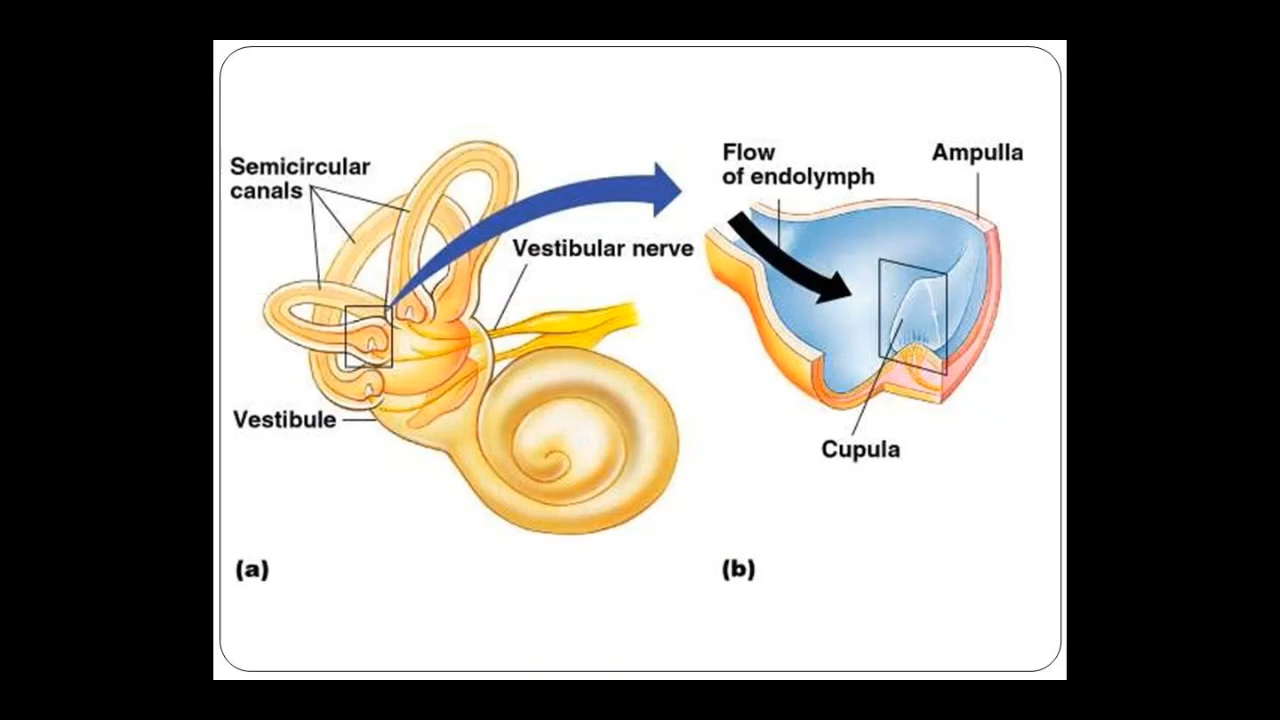 Semicircular
canals
Vestibular nerve
Vestibule
(a)
Flow
of endolymph
Ampulla
Cupula
(b)